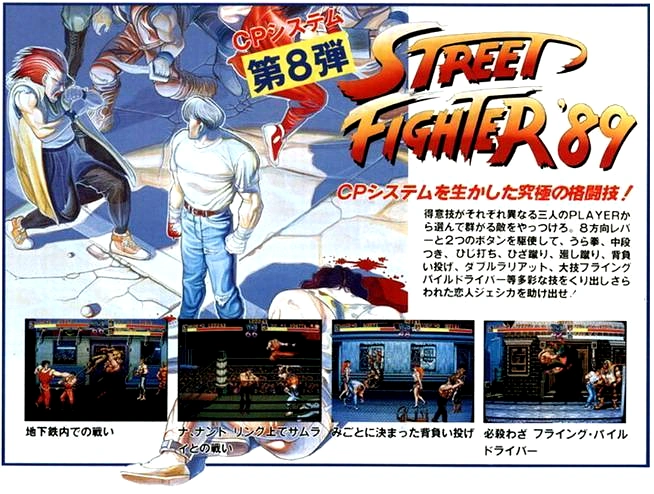 CPシステム
第8弾
STREET
FIGHTER '89
CPシステムを生かした究極の格闘技！
得意技がそれぞれ異なる三人のPLAYERか
ら選んで群がる敵をやっつけろ。8方向レバ
ーと2つのボタンを駆使して、うら拳、中段
つき、ひじ打ち、ひざ蹴り、廻し蹴り、背負
い投げ、ダブルラリアット、大技フライング
パイルドライバー等多彩な技をくり出しさら
われた恋人ジェシカを助け出せ！
地下鉄内での戦い
ナ、ナント リング上でサムラ
イとの戦い
みごとに決まった背負い投げ
必殺わざ フライング・パイル
ドライバー